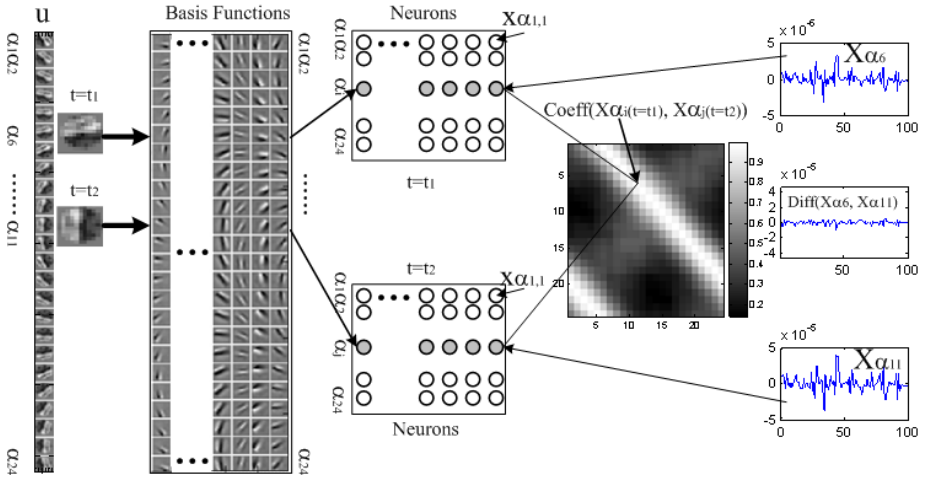 u
Basis Functions
Neurons
Xα1,1
α1α2
α1α2
α1α2
× 10-6
5
0
-5
0 50 100
Xα6
t=t1
α6
αi
Coeff(Xαi(t=t1), Xαj(t=t2))
α24
t=t1
t=t2
α11
5
10
15
20
5 10 15 20
0.9
0.8
0.7
0.6
0.5
0.4
0.3
0.2
× 10-5
4
2
0
-2
-4
0 50 100
Diff(Xα6, Xα11)
t=t2
Xα1,1
α1α2
αj
α24
Neurons
× 10-5
5
0
-5
0 50 100
Xα11
α24
α24